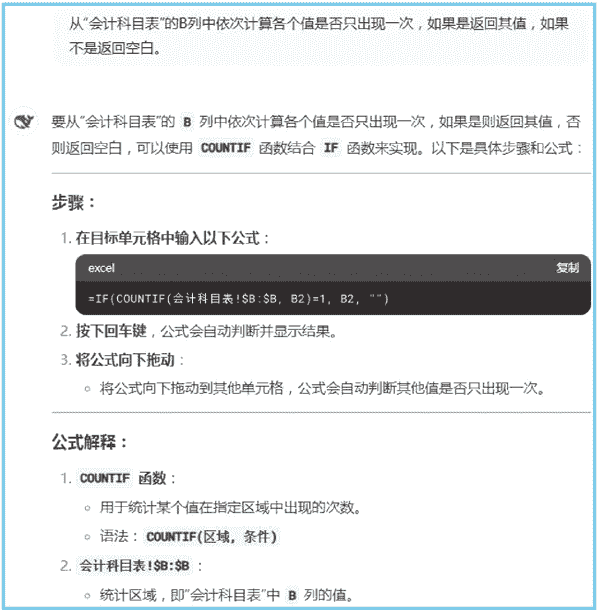 从“会计科目表”的B列中依次计算各个值是否只出现一次，如果是返回其值，如果
不是返回空白。
要从“会计科目表”的 B 列中依次计算各个值是否只出现一次，如果是则返回其值，否
则返回空白，可以使用 COUNTIF 函数结合 IF 函数来实现。以下是具体步骤和公式：
步骤：
1. 在目标单元格中输入以下公式：
excel 复制
=IF(COUNTIF(会计科目表!$B:$B, B2)=1, B2, "")
2. 按下回车键，公式会自动判断并显示结果。
3. 将公式向下拖动：
◦ 将公式向下拖动到其他单元格，公式会自动判断其他值是否只出现一次。
公式解释：
1. COUNTIF 函数：
◦ 用于统计某个值在指定区域中出现的次数。
◦ 语法：COUNTIF(区域, 条件)
2. 会计科目表!$B:$B：
◦ 统计区域，即“会计科目表”中 B 列的值。